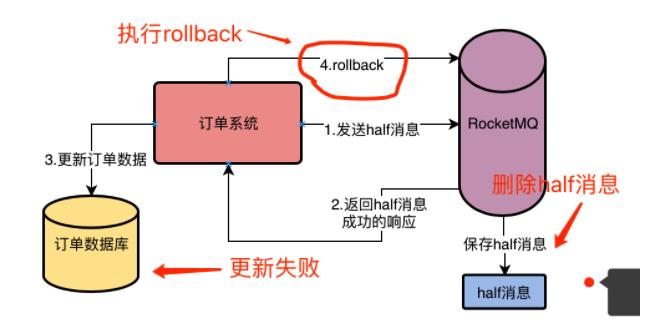 执行rollback
4.rollback
订单系统
1.发送half消息
RocketMQ
3.更新订单数据
2.返回half消息
成功的响应
删除half消息
订单数据库
更新失败
保存half消息
half消息